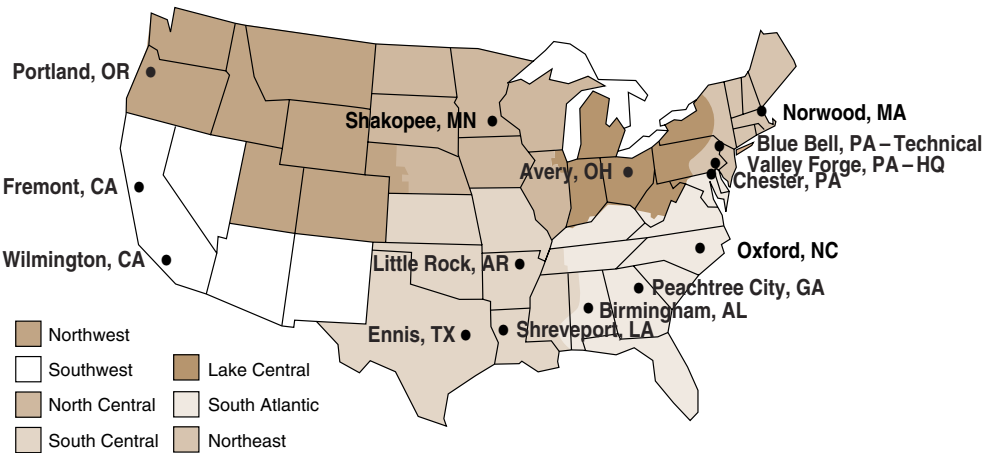 Portland, OR
Shakopee, MN
Norwood, MA
Blue Bell, PA – Technical
Valley Forge, PA – HQ
Avery, OH
Chester, PA
Fremont, CA
Oxford, NC
Wilmington, CA
Little Rock, AR
Peachtree City, GA
Birmingham, AL
Ennis, TX
Shreveport, LA
Northwest
Southwest
Lake Central
North Central
South Atlantic
South Central
Northeast